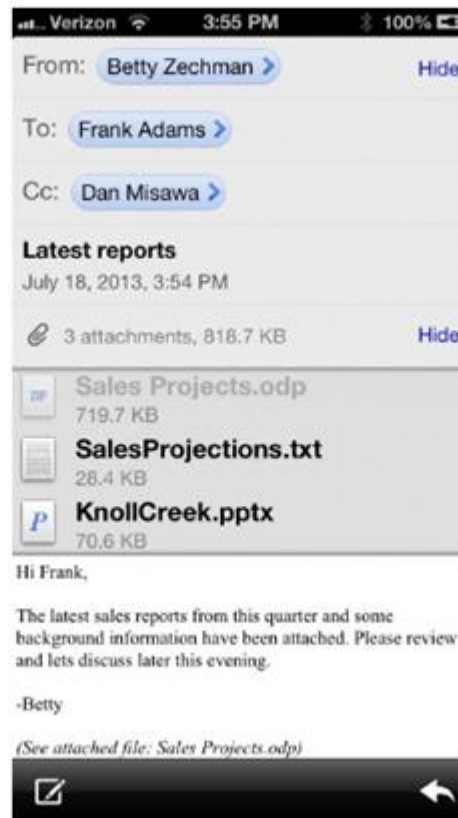 Verizon 3:55 PM 100%
From: Betty Zechman > Hide
To: Frank Adams >
Cc: Dan Misawa >
Latest reports
July 18, 2013, 3:54 PM
3 attachments, 818.7 KB Hide
Sales Projects.odp
719.7 KB
SalesProjections.txt
28.4 KB
P KnollCreek.pptx
70.6 KB
Hi Frank,
The latest sales reports from this quarter and some
background information have been attached. Please review
and lets discuss later this evening.
-Betty
(See attached file: Sales Projects.odp)